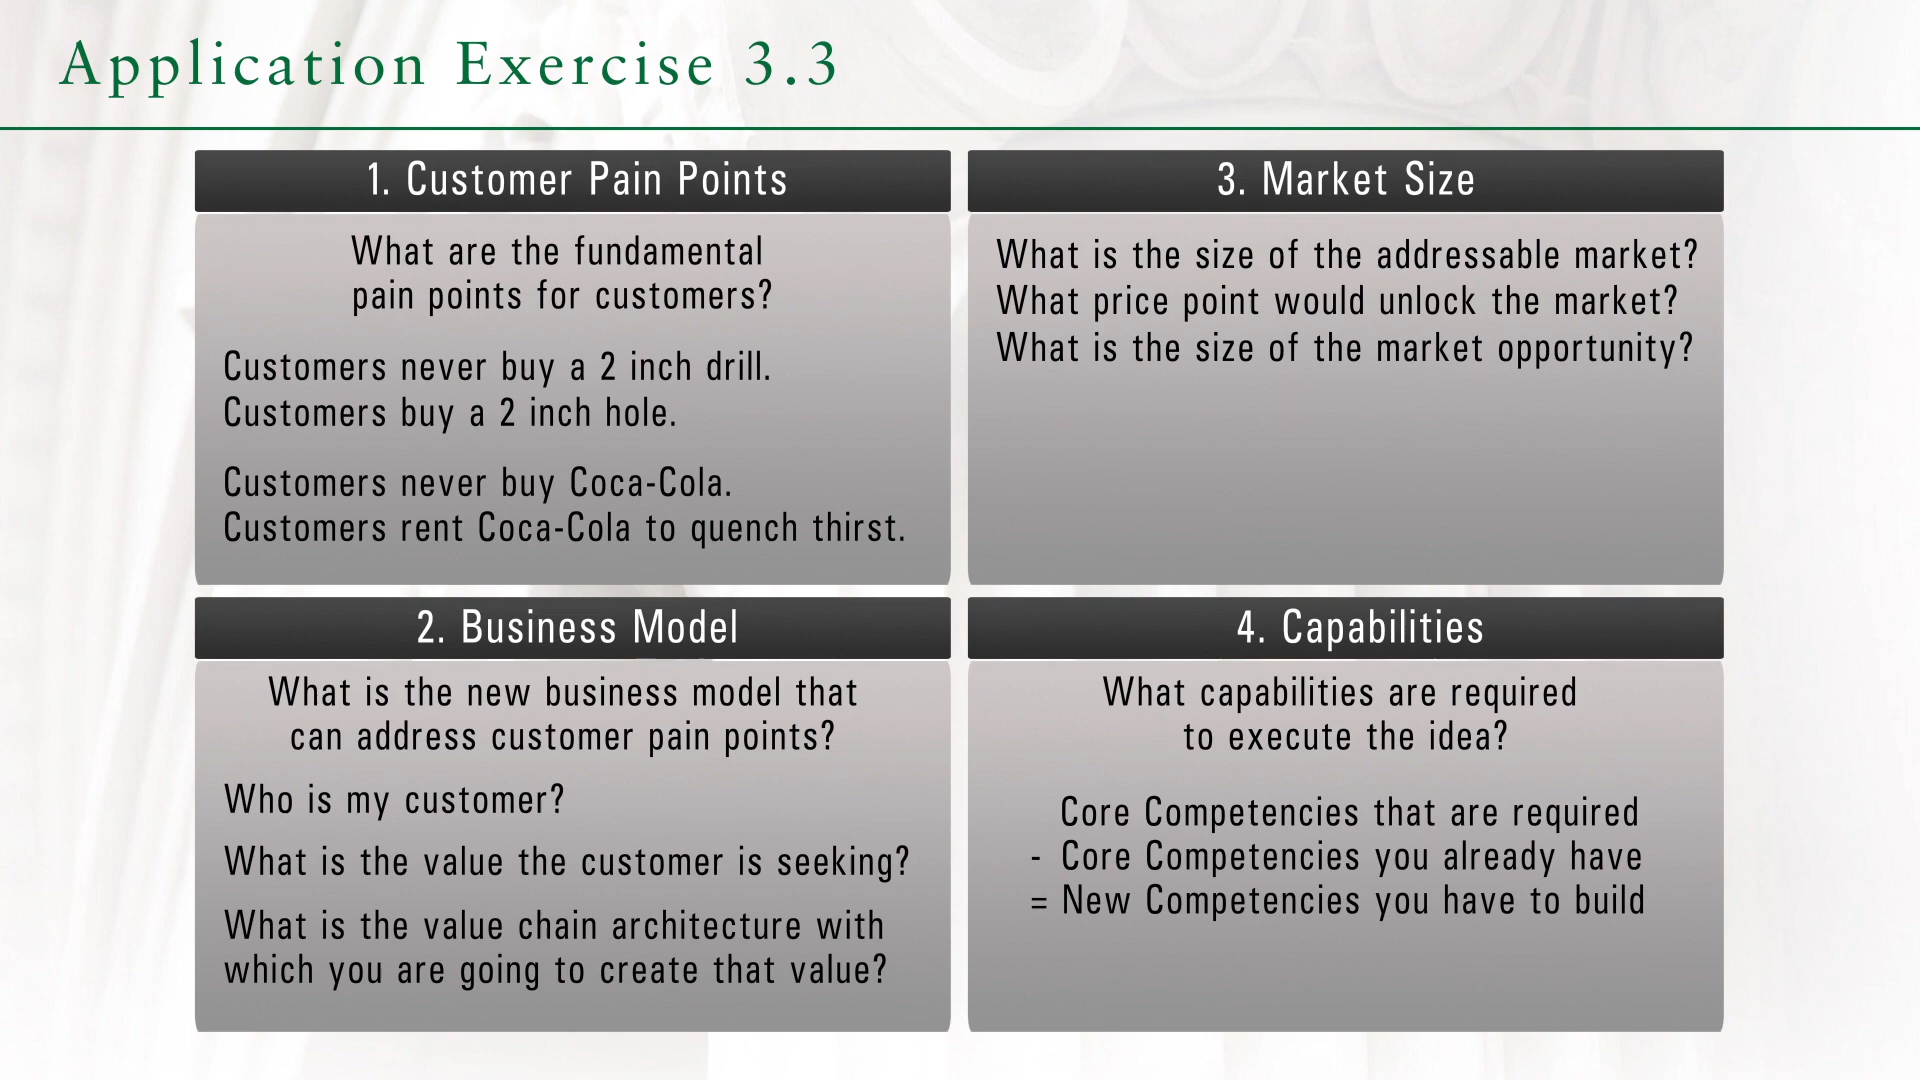 Application Exercise 3.3
1. Customer Pain Points
What are the fundamental
pain points for customers?
Customers never buy a 2 inch drill.
Customers buy a 2 inch hole.
Customers never buy Coca-Cola.
Customers rent Coca-Cola to quench thirst.
2. Business Model
What is the new business model that
can address customer pain points?
Who is my customer?
What is the value the customer is seeking?
What is the value chain architecture with
which you are going to create that value?
3. Market Size
What is the size of the addressable market?
What price point would unlock the market?
What is the size of the market opportunity?
4. Capabilities
What capabilities are required
to execute the idea?
Core Competencies that are required
- Core Competencies you already have
= New Competencies you have to build